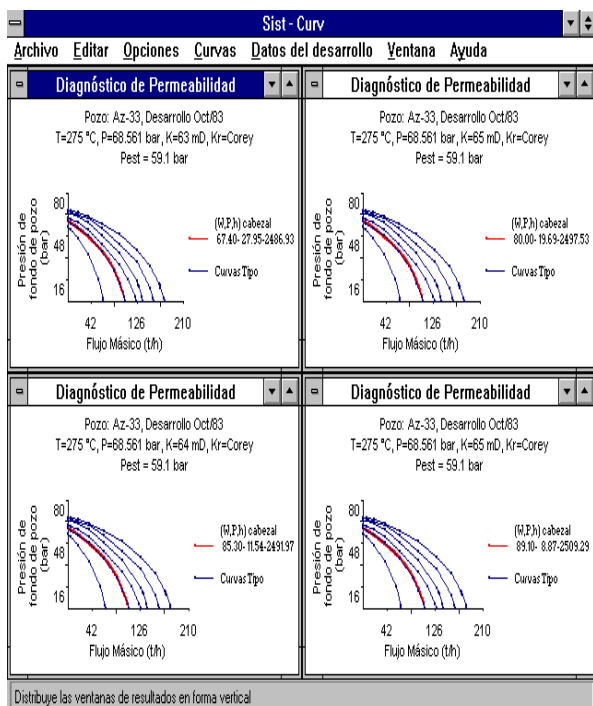 Sist - Curv
Archivo Editar Opciones Curvas Datos del desarrollo Ventana Ayuda
Diagnóstico de Permeabilidad
Pozo: Az-33, Desarrollo Oct/83
T=275 °C, P=68.561 bar, K=63 mD, Kr=Corey
Pest = 59.1 bar
Presión de
fondo de pozo
(bar)
80
48
16
42 126 210
Flujo Másico (t/h)
(W,P,h) cabezal
67.40- 27.95-2486.93
Curvas Tipo
Diagnóstico de Permeabilidad
Pozo: Az-33, Desarrollo Oct/83
T=275 °C, P=68.561 bar, K=65 mD, Kr=Corey
Pest = 59.1 bar
Presión de
fondo de pozo
(bar)
80
48
16
42 126 210
Flujo Másico (t/h)
(W,P,h) cabezal
80.00- 19.69-2497.53
Curvas Tipo
Diagnóstico de Permeabilidad
Pozo: Az-33, Desarrollo Oct/83
T=275 °C, P=68.561 bar, K=64 mD, Kr=Corey
Pest = 59.1 bar
Presión de
fondo de pozo
(bar)
80
48
16
42 126 210
Flujo Másico (t/h)
(W,P,h) cabezal
85.30- 11.54-2491.97
Curvas Tipo
Diagnóstico de Permeabilidad
Pozo: Az-33, Desarrollo Oct/83
T=275 °C, P=68.561 bar, K=65 mD, Kr=Corey
Pest = 59.1 bar
Presión de
fondo de pozo
(bar)
80
48
16
42 126 210
Flujo Másico (t/h)
(W,P,h) cabezal
89.10- 8.87-2509.29
Curvas Tipo
Distribuye las ventanas de resultados en forma vertical